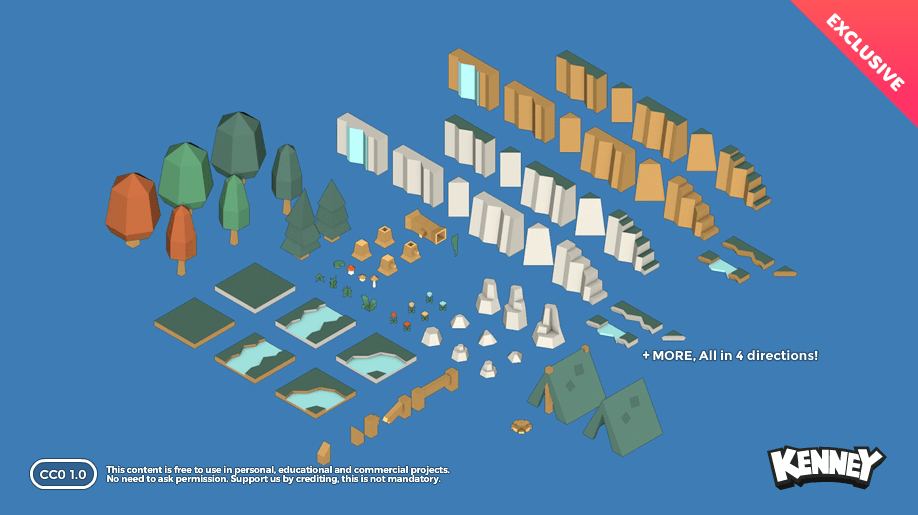 EXCLUSIVE
+ MORE, All in 4 directions!
CC0 1.0
This content is free to use in personal, educational and commercial projects.
No need to ask permission. Support us by crediting, this is not mandatory.
KENNEY